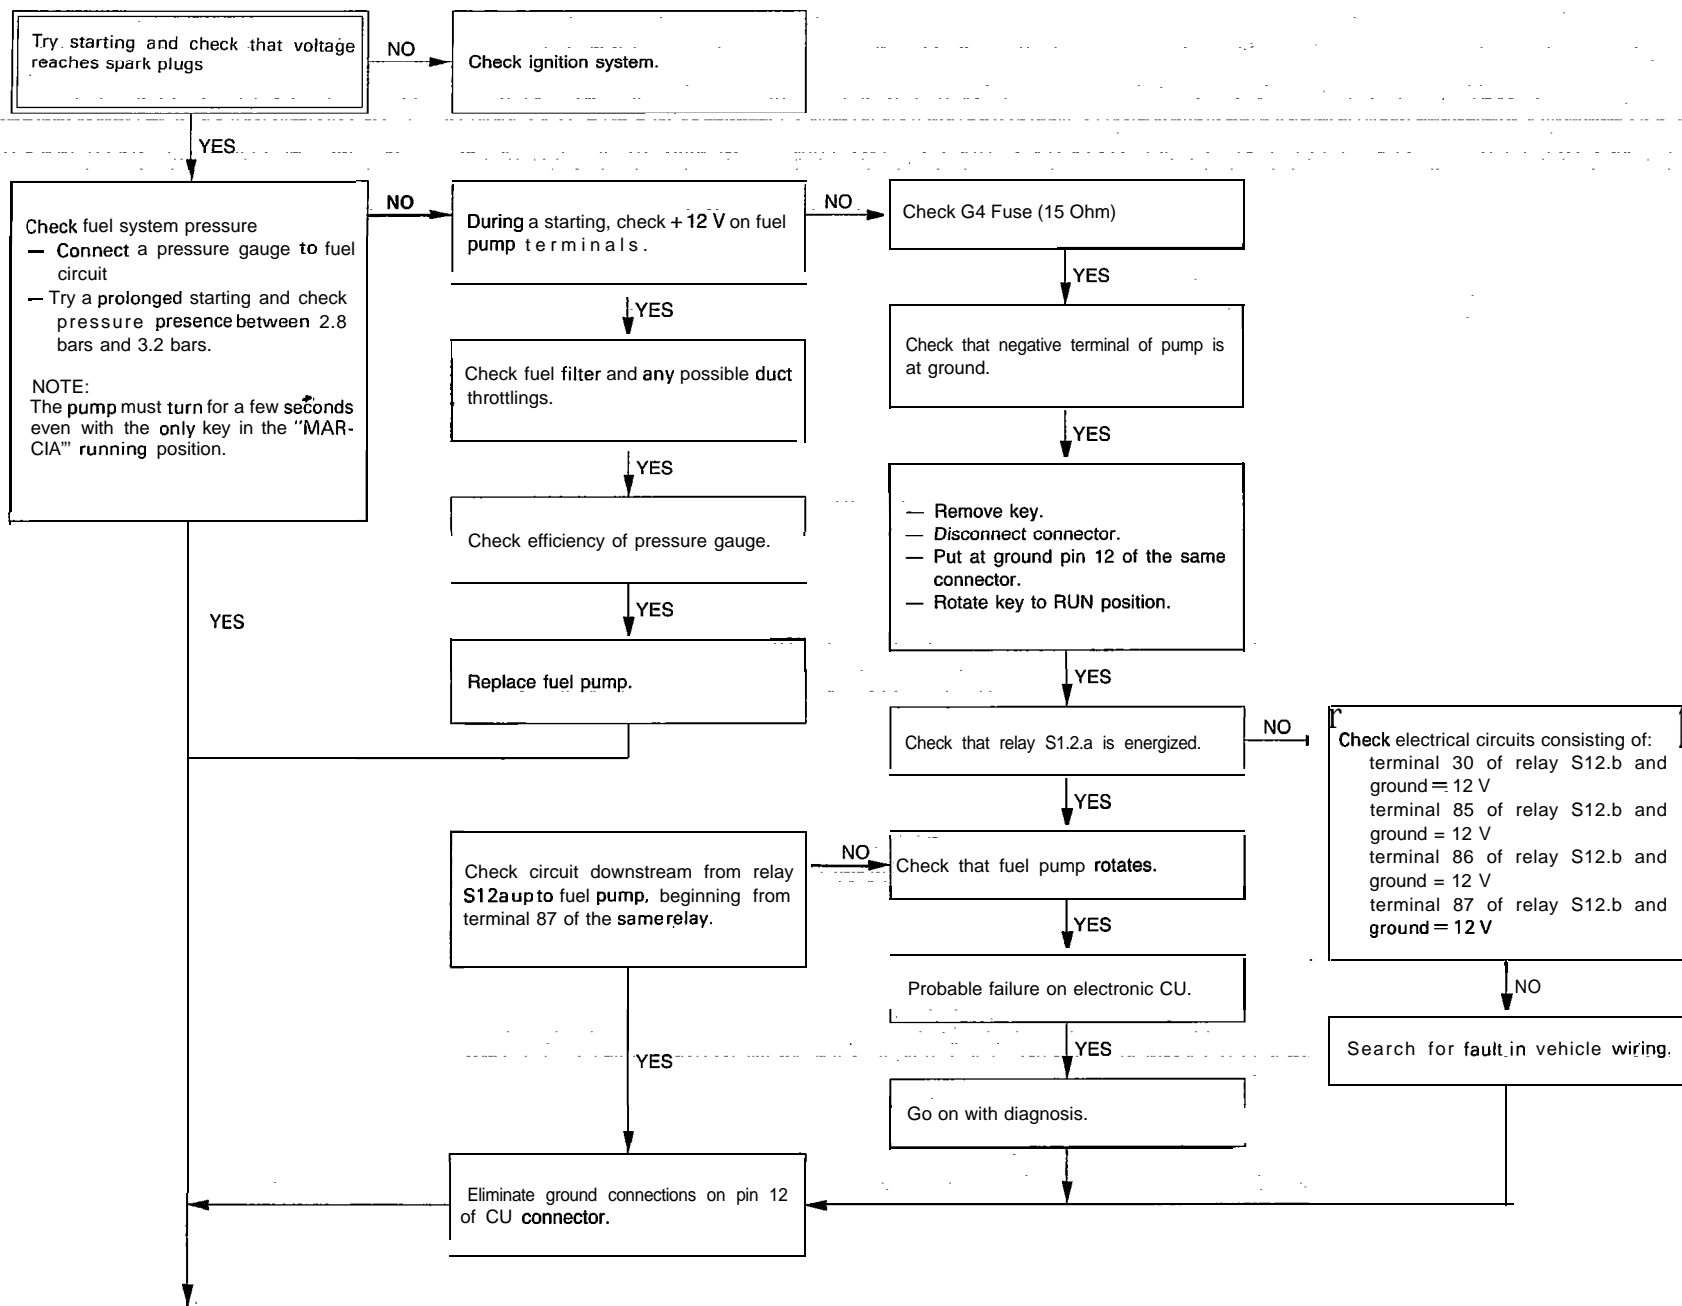 Try starting and check that voltage
reaches spark plugs
NO
Check ignition system.
YES
Check fuel system pressure
— Connect a pressure gauge to fuel
circuit
— Try a prolonged starting and check
pressure presence between 2.8
bars and 3.2 bars.
NOTE:
The pump must turn for a few seconds
even with the only key in the "MAR-
CIA"' running position.
NO
During a starting, check + 12 V on fuel
pump terminals.
NO
Check G4 Fuse (15 Ohm)
YES
YES
Check fuel filter and any possible duct
throttlings.
Check that negative terminal of pump is
at ground.
YES
YES
Check efficiency of pressure gauge.
— Remove key.
— Disconnect connector.
— Put at ground pin 12 of the same
connector.
— Rotate key to RUN position.
YES
YES
Replace fuel pump.
YES
Check that relay S1.2.a is energized.
NO
Check electrical circuits consisting of:
terminal 30 of relay S12.b and
ground = 12 V
terminal 85 of relay S12.b and
ground = 12 V
terminal 86 of relay S12.b and
ground = 12 V
terminal 87 of relay S12.b and
ground = 12 V
YES
Check circuit downstream from relay
S12a up to fuel pump, beginning from
terminal 87 of the same relay.
NO
Check that fuel pump rotates.
YES
Probable failure on electronic CU.
NO
Search for fault in vehicle wiring.
YES
YES
Go on with diagnosis.
Eliminate ground connections on pin 12
of CU connector.